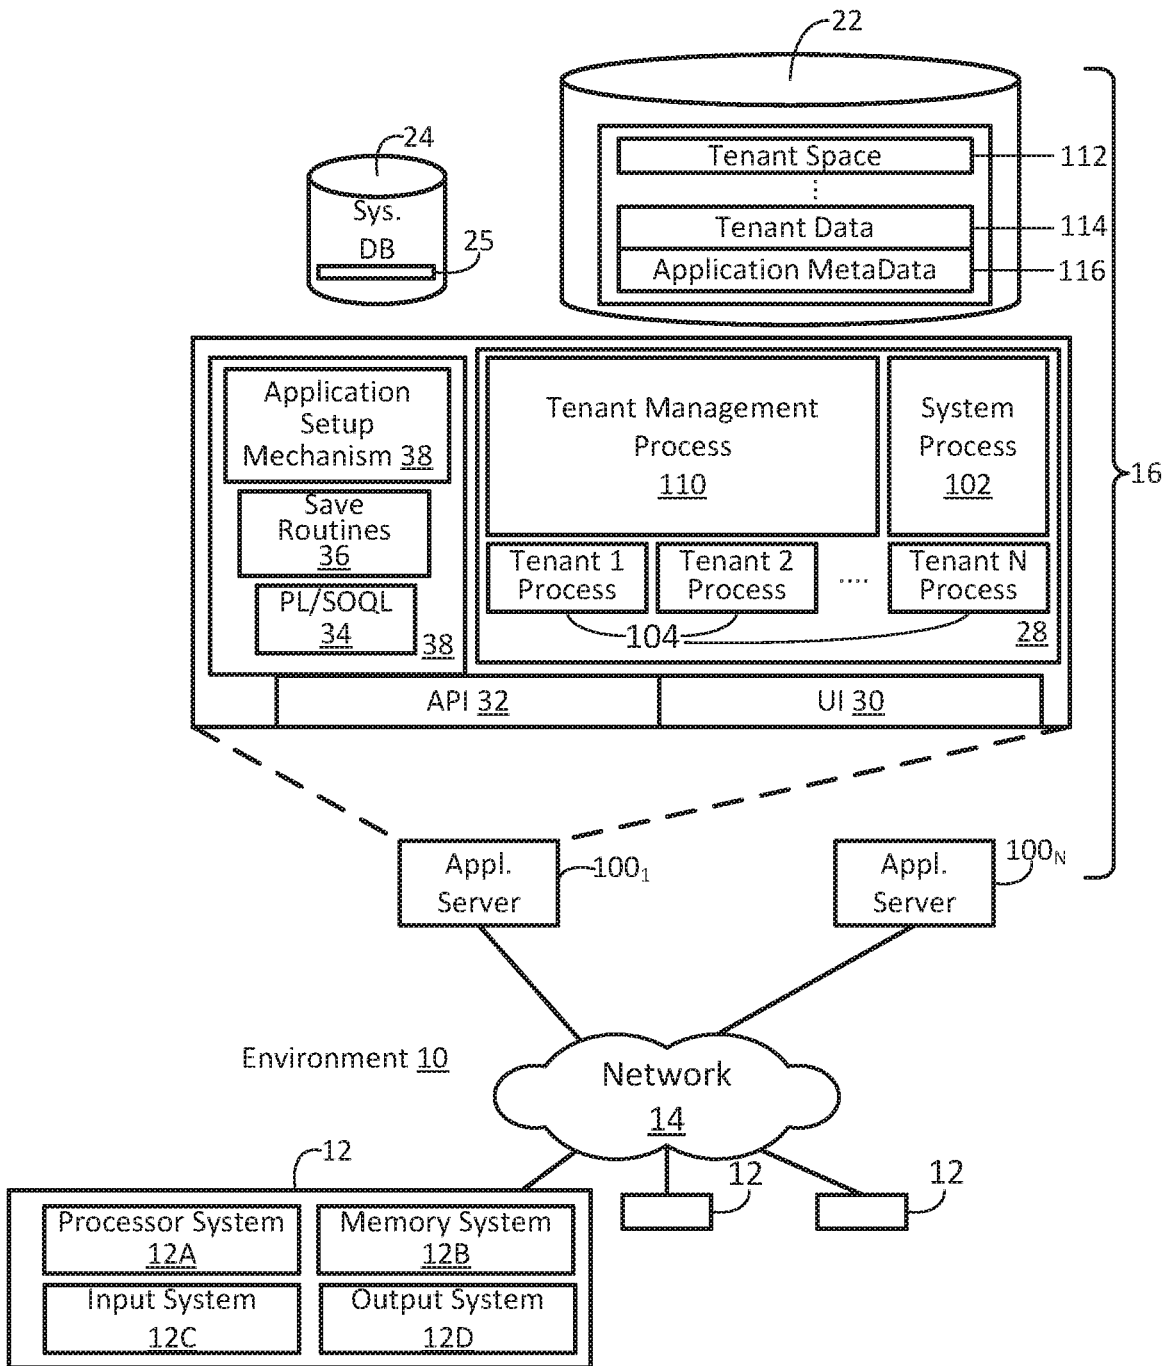 22
24
Sys.
DB
25
Tenant Space
112
⋮
Tenant Data
114
Application MetaData
116
16
Application
Setup
Mechanism 38
Save
Routines
36
PL/SOQL
34
38
Tenant Management
Process
110
System
Process
102
Tenant 1
Process
Tenant 2
Process
....
Tenant N
Process
104
28
API 32
UI 30
Appl.
Server
100₁
Appl.
Server
100N
Environment 10
Network
14
12
12
12
Processor System
12A
Memory System
12B
Input System
12C
Output System
12D